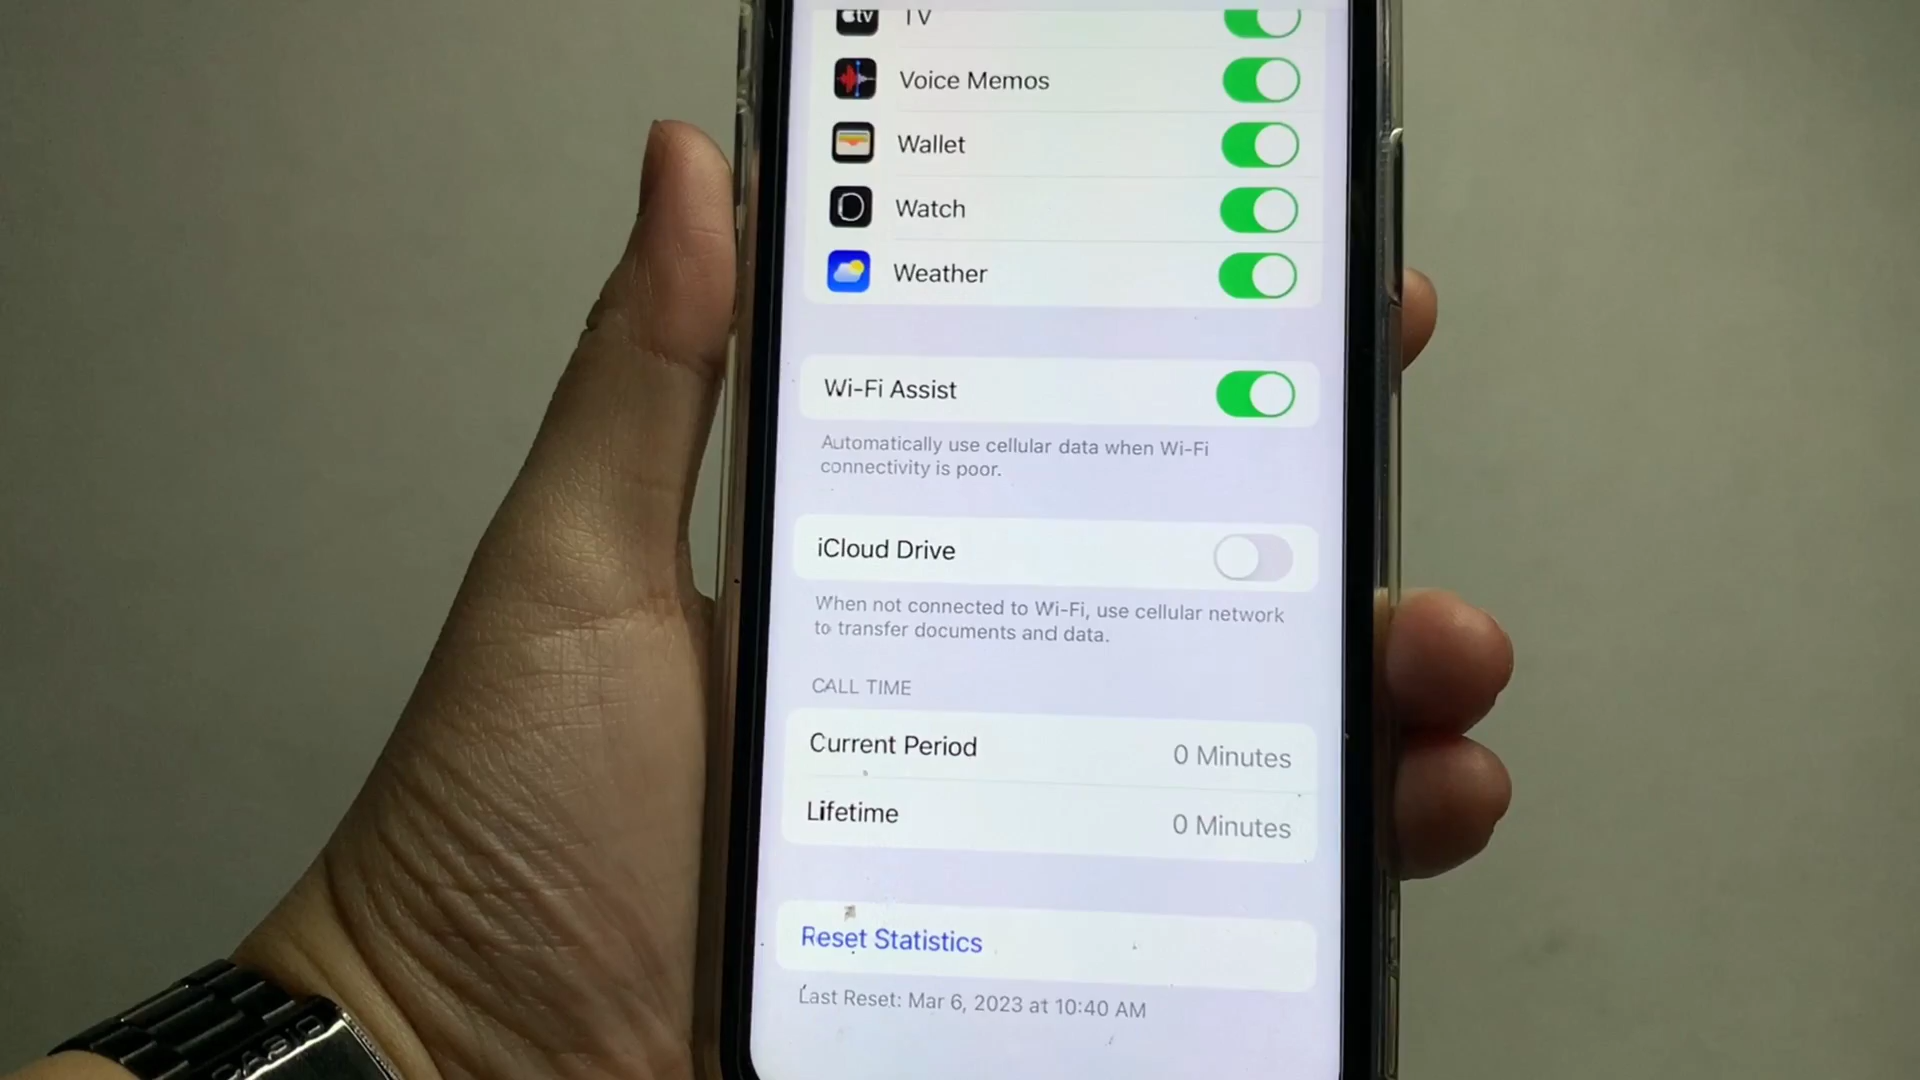 tv TV
Voice Memos
Wallet
Watch
Weather
Wi-Fi Assist
Automatically use cellular data when Wi-Fi
connectivity is poor.
iCloud Drive
When not connected to Wi-Fi, use cellular network
to transfer documents and data.
CALL TIME
Current Period 0 Minutes
Lifetime 0 Minutes
Reset Statistics
Last Reset: Mar 6, 2023 at 10:40 AM
CASIO